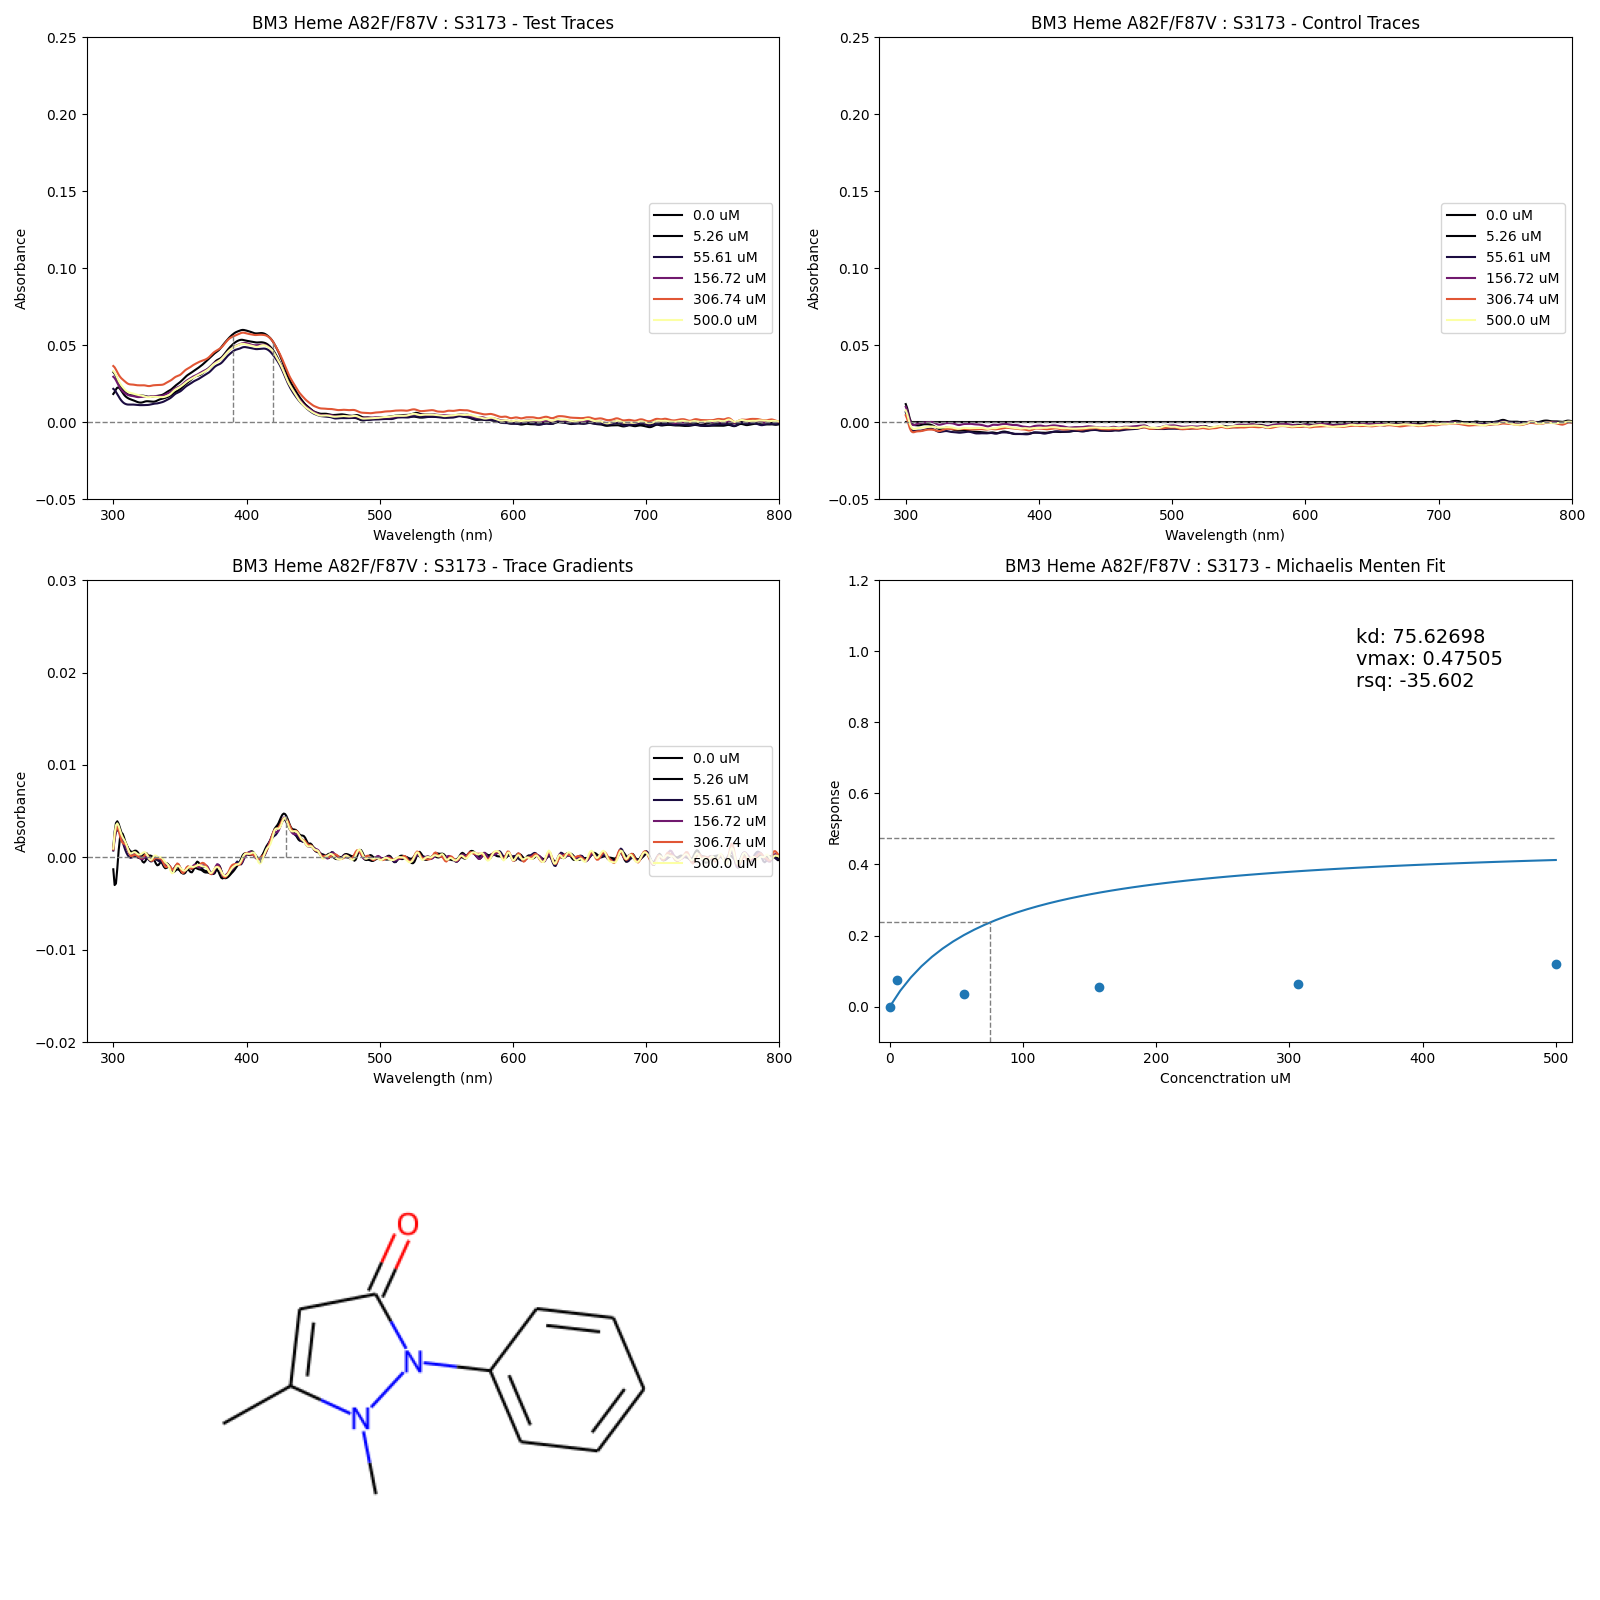 BM3 Heme A82F/F87V : S3173 - Test Traces
0.25
0.20
0.15
0.10
0.05
0.00
−0.05
Absorbance
300 400 500 600 700 800
Wavelength (nm)
0.0 uM
5.26 uM
55.61 uM
156.72 uM
306.74 uM
500.0 uM
BM3 Heme A82F/F87V : S3173 - Control Traces
0.25
0.20
0.15
0.10
0.05
0.00
−0.05
Absorbance
300 400 500 600 700 800
Wavelength (nm)
0.0 uM
5.26 uM
55.61 uM
156.72 uM
306.74 uM
500.0 uM
BM3 Heme A82F/F87V : S3173 - Trace Gradients
0.03
0.02
0.01
0.00
−0.01
−0.02
Absorbance
300 400 500 600 700 800
Wavelength (nm)
0.0 uM
5.26 uM
55.61 uM
156.72 uM
306.74 uM
500.0 uM
BM3 Heme A82F/F87V : S3173 - Michaelis Menten Fit
1.2
1.0
0.8
0.6
0.4
0.2
0.0
Response
0 100 200 300 400 500
Concenctration uM
kd: 75.62698
vmax: 0.47505
rsq: -35.602
O
N
N